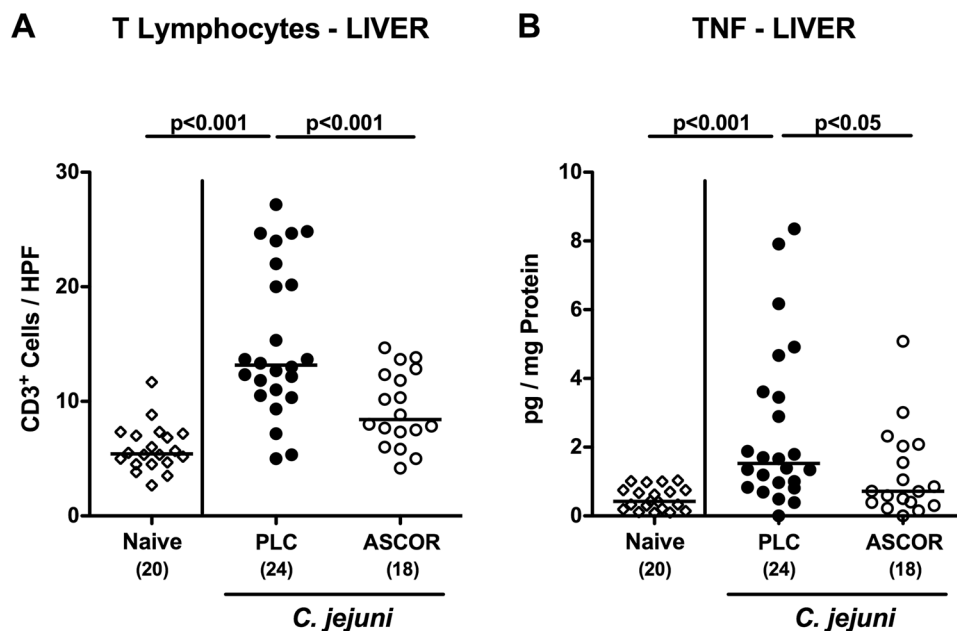 A T Lymphocytes - LIVER
p<0.001 p<0.001
30
20
10
0
CD3⁺ Cells / HPF
Naive PLC ASCOR
(20) (24) (18)
C. jejuni
B TNF - LIVER
p<0.001 p<0.05
10
8
6
4
2
0
pg / mg Protein
Naive PLC ASCOR
(20) (24) (18)
C. jejuni